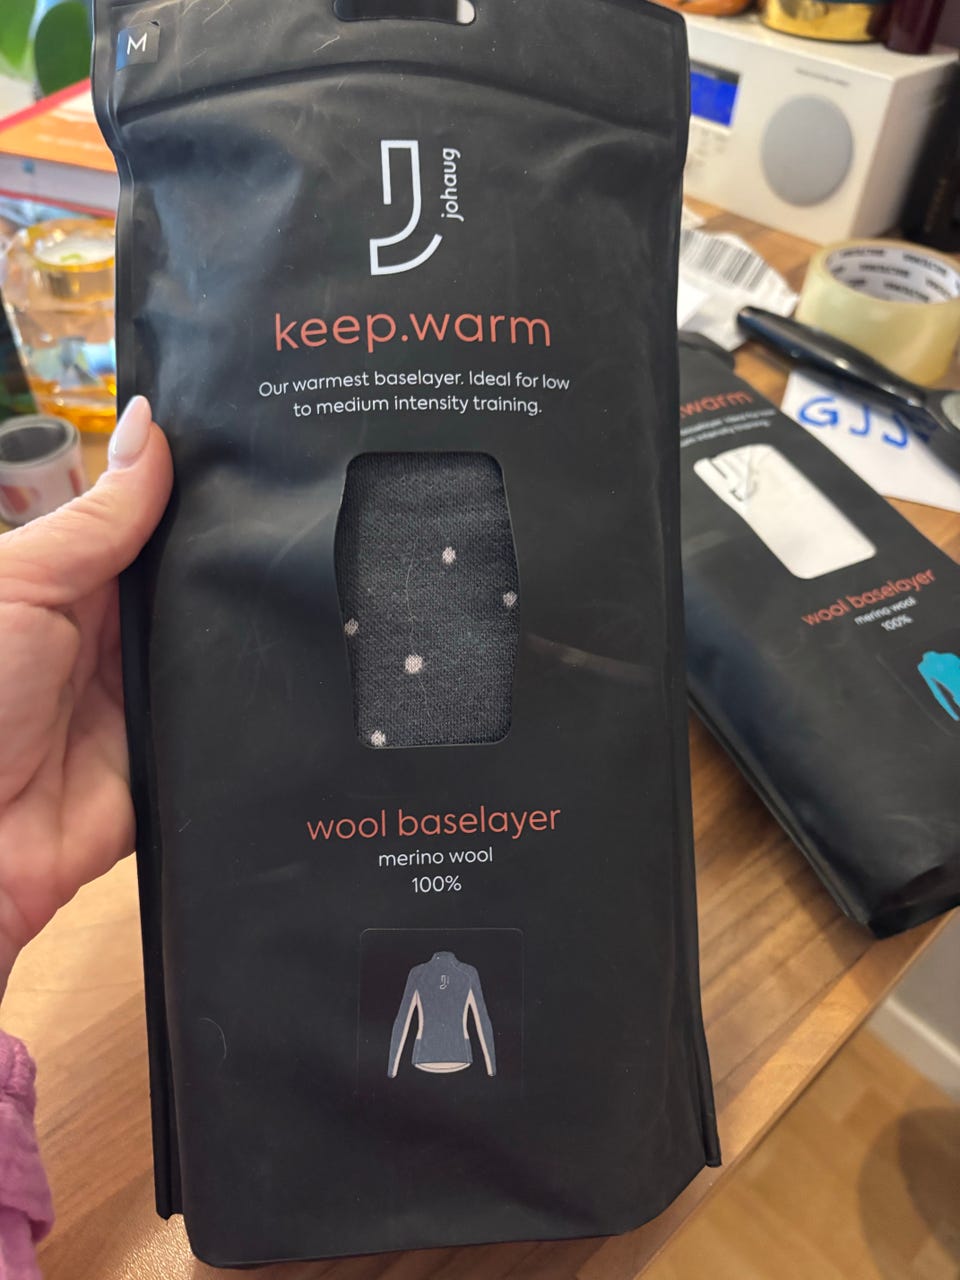 M
johaug
keep.warm
Our warmest baselayer. Ideal for low
to medium intensity training.
wool baselayer
merino wool
100%
warm
wool baselayer
merino wool
100%
GJJ